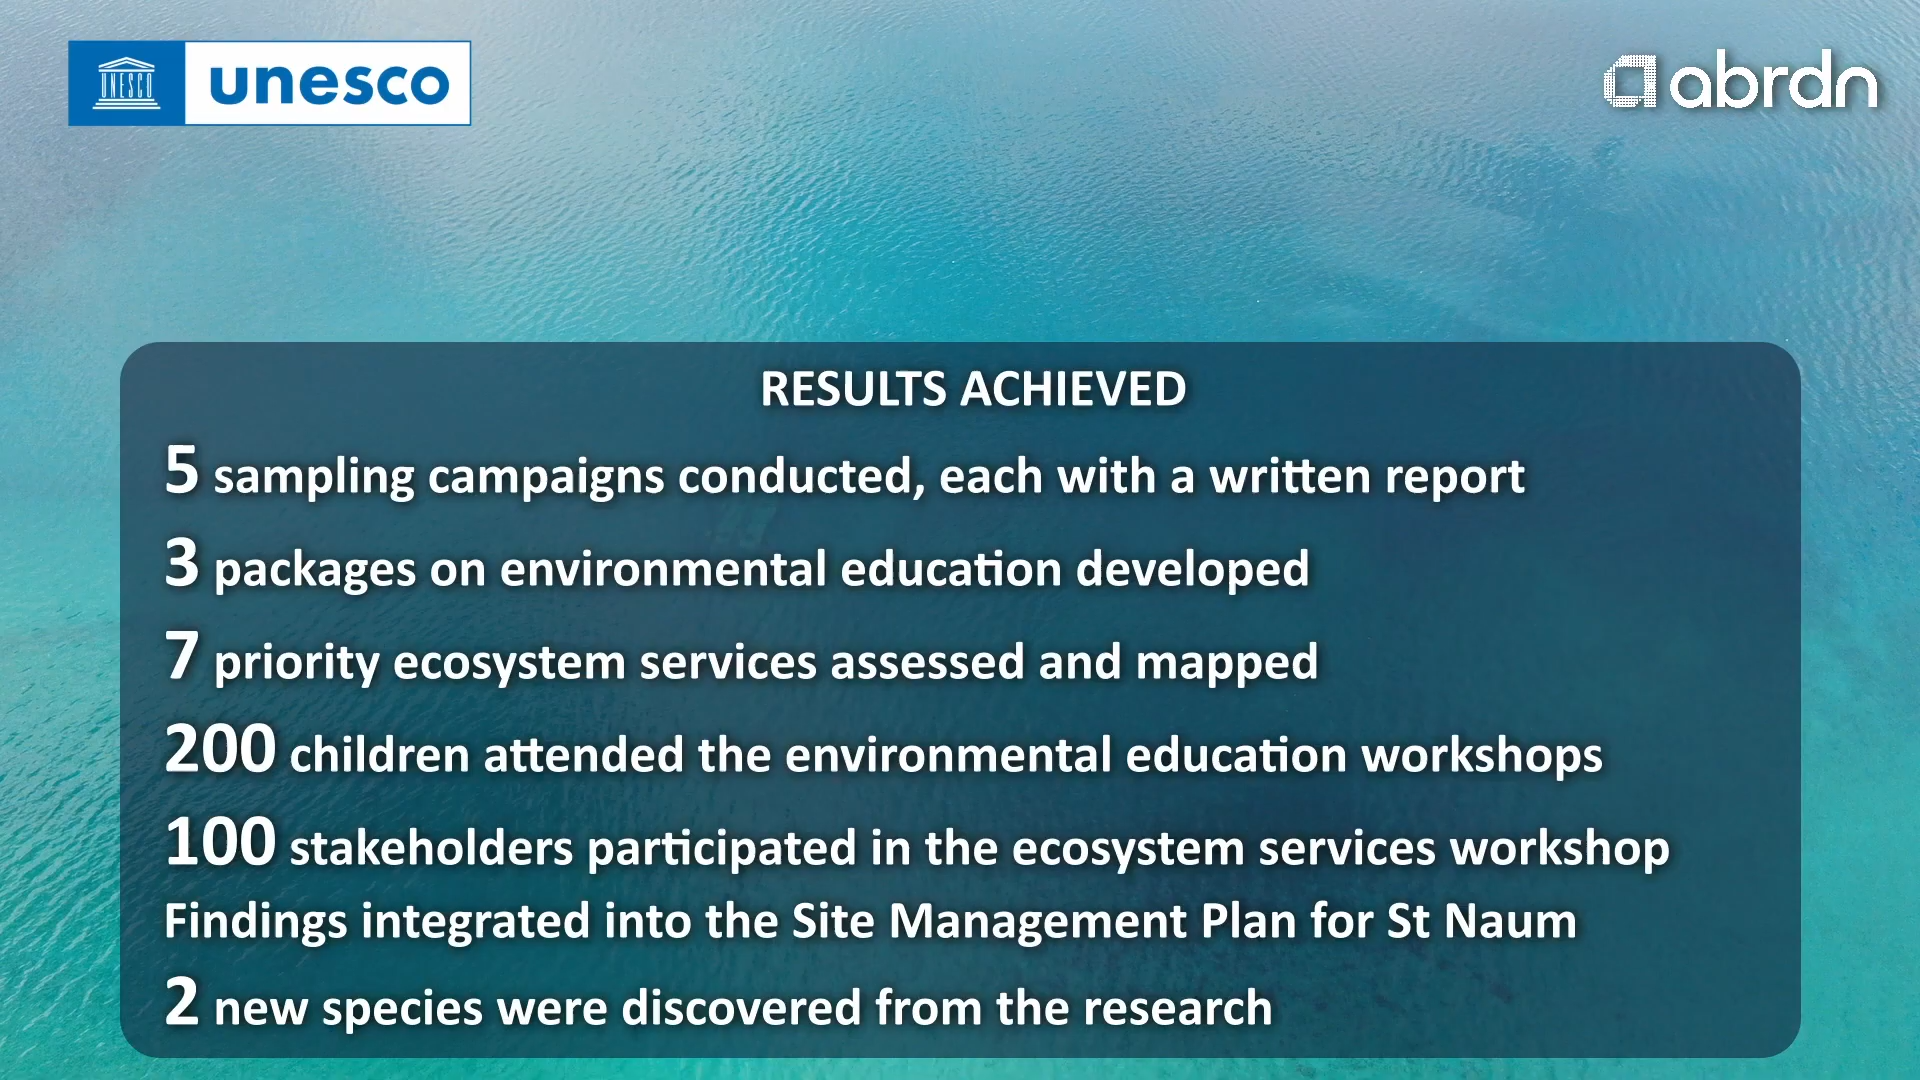 UNESCO
unesco
abrdn
RESULTS ACHIEVED
5 sampling campaigns conducted, each with a written report
3 packages on environmental education developed
7 priority ecosystem services assessed and mapped
200 children attended the environmental education workshops
100 stakeholders participated in the ecosystem services workshop
Findings integrated into the Site Management Plan for St Naum
2 new species were discovered from the research